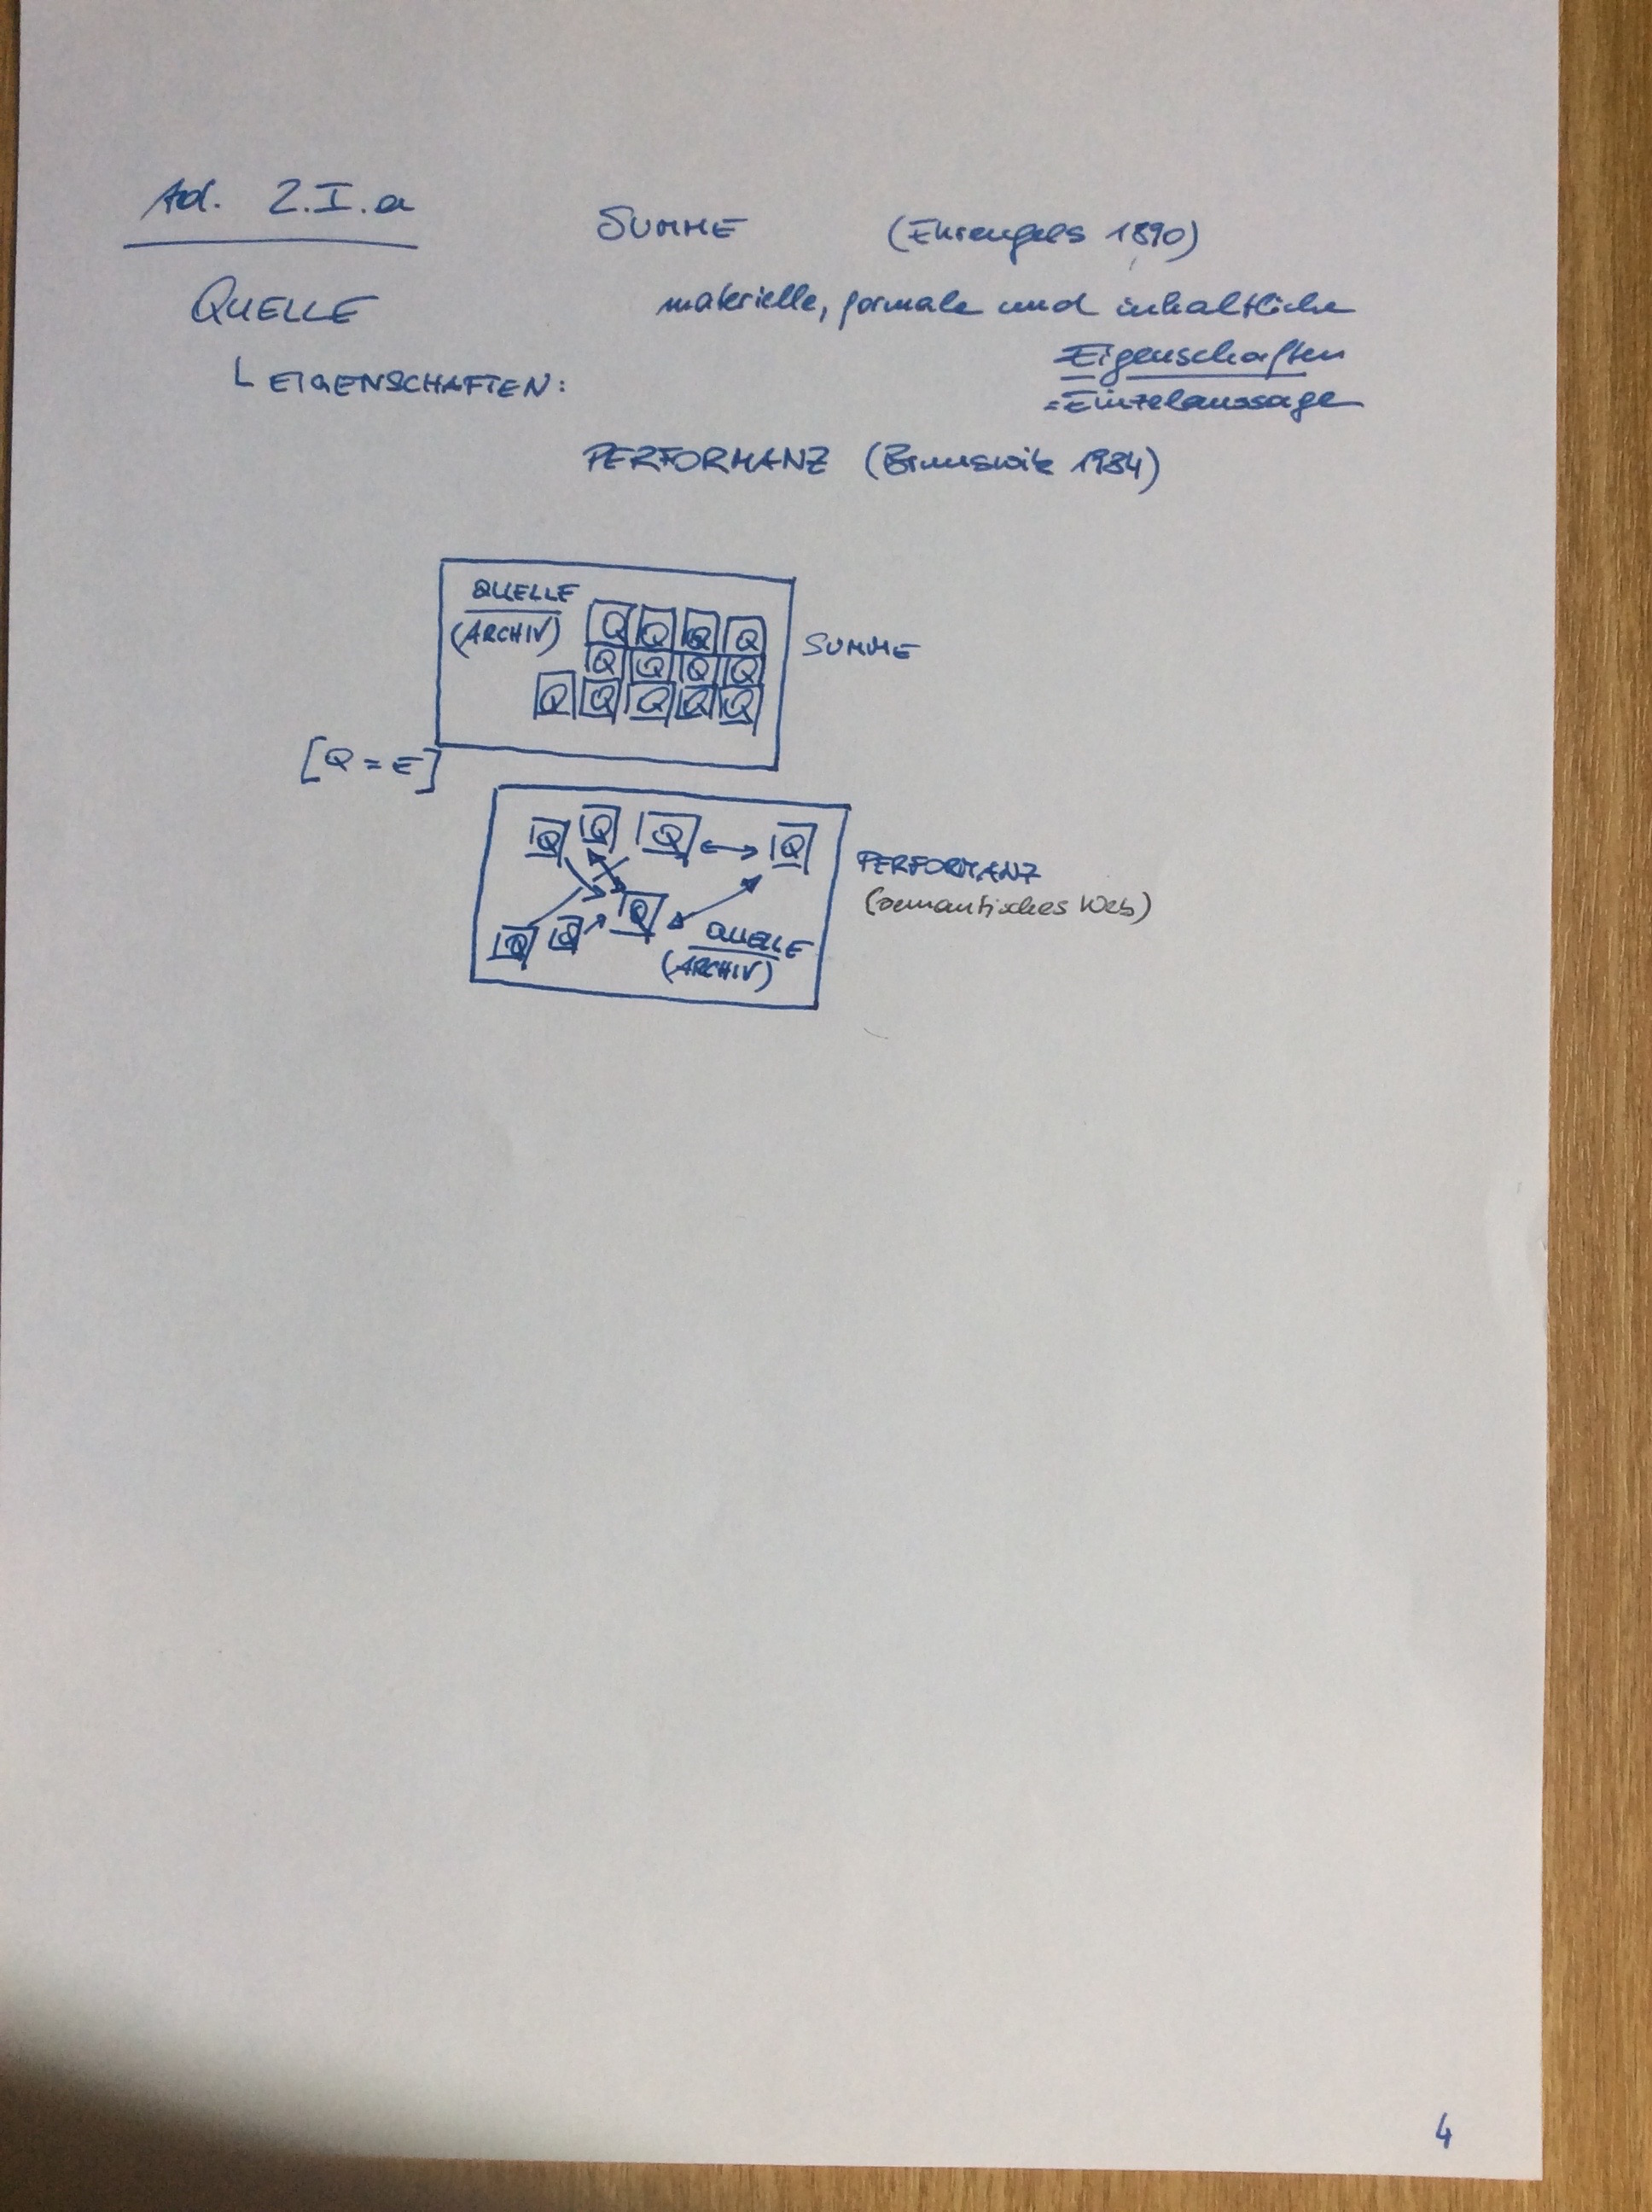 Ad. 2.I.a
SUMME (Ehrenfels 1890)
QUELLE
materielle, formale und inhaltliche
Eigenschaften
= Einzelaussage
L EIGENSCHAFTEN:
PERFORMANZ (Brunswik 1934)
QUELLE
(ARCHIV)
Q Q Q Q
Q Q Q Q
Q Q Q Q Q
SUMME
[Q = E]
Q Q Q Q
Q Q Q
QUELLE
(ARCHIV)
PERFORMANZ
(semantisches Web)
4